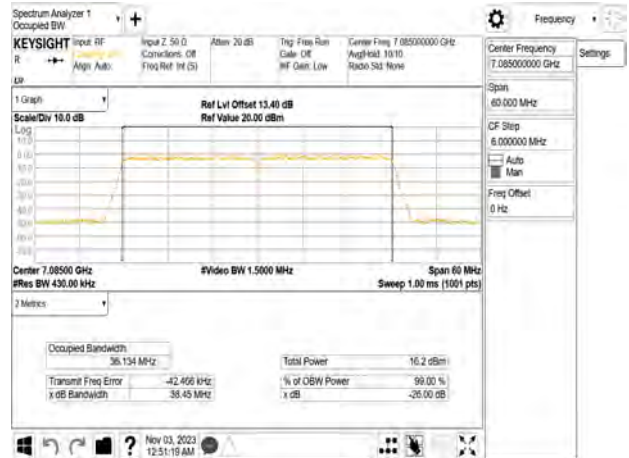 Spectrum Analyzer 1
Occupied BW
Frequency
KEYSIGHT
Input: RF
Input Z: 50 Ω
Atten: 20 dB
Trig: Free Run
Center Freq: 7.085000000 GHz
R
Corrections: Off
Gate: Off
Avg|Hold: 10/10
Align: Auto
Freq Ref: Int (S)
#IF Gain: Low
Radio Std: None
Center Frequency
7.085000000 GHz
Settings
Span
60.000 MHz
CF Step
6.000000 MHz
Auto
Man
Freq Offset
0 Hz
1 Graph
Scale/Div 10.0 dB
Ref Lvl Offset 13.40 dB
Ref Value 20.00 dBm
Log
Center 7.08500 GHz
#Video BW 1.5000 MHz
Span 60 MHz
#Res BW 430.00 kHz
Sweep 1.00 ms (1001 pts)
2 Metrics
Occupied Bandwidth
36.134 MHz
Total Power
16.2 dBm
Transmit Freq Error
-42.466 kHz
% of OBW Power
99.00 %
x dB Bandwidth
38.45 MHz
x dB
-26.00 dB
?
Nov 03, 2023
12:51:19 AM